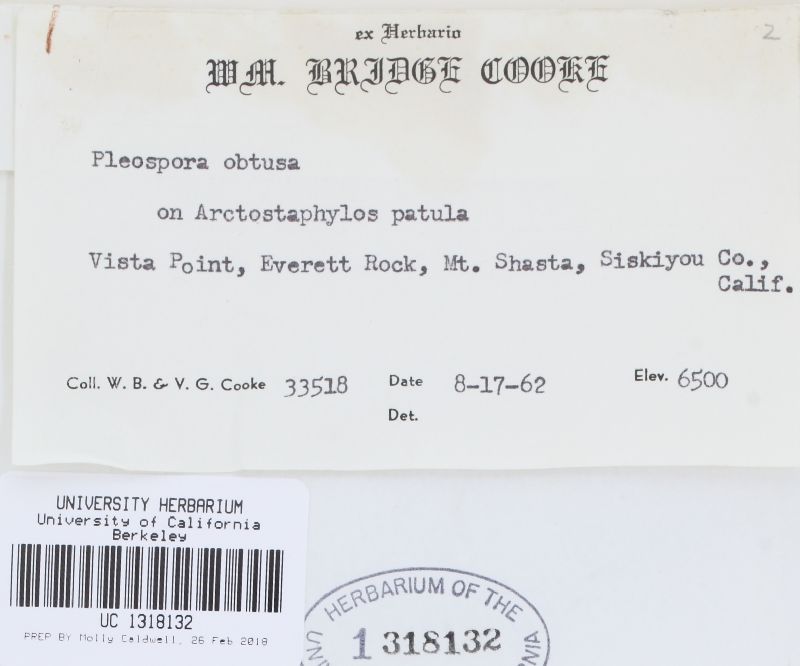 2
ex Herbario
WM. BRIDGE COOKE
Pleospora obtusa
on Arctostaphylos patula
Vista Point, Everett Rock, Mt. Shasta, Siskiyou Co.,
Calif.
Coll. W. B. & V. G. Cooke 33518 Date 8-17-62 Elev. 6500
Det.
UNIVERSITY HERBARIUM
University of California
Berkeley
UC 1318132
PREP BY Molly Caldwell, 26 Feb 2018
HERBARIUM OF THE
1318132